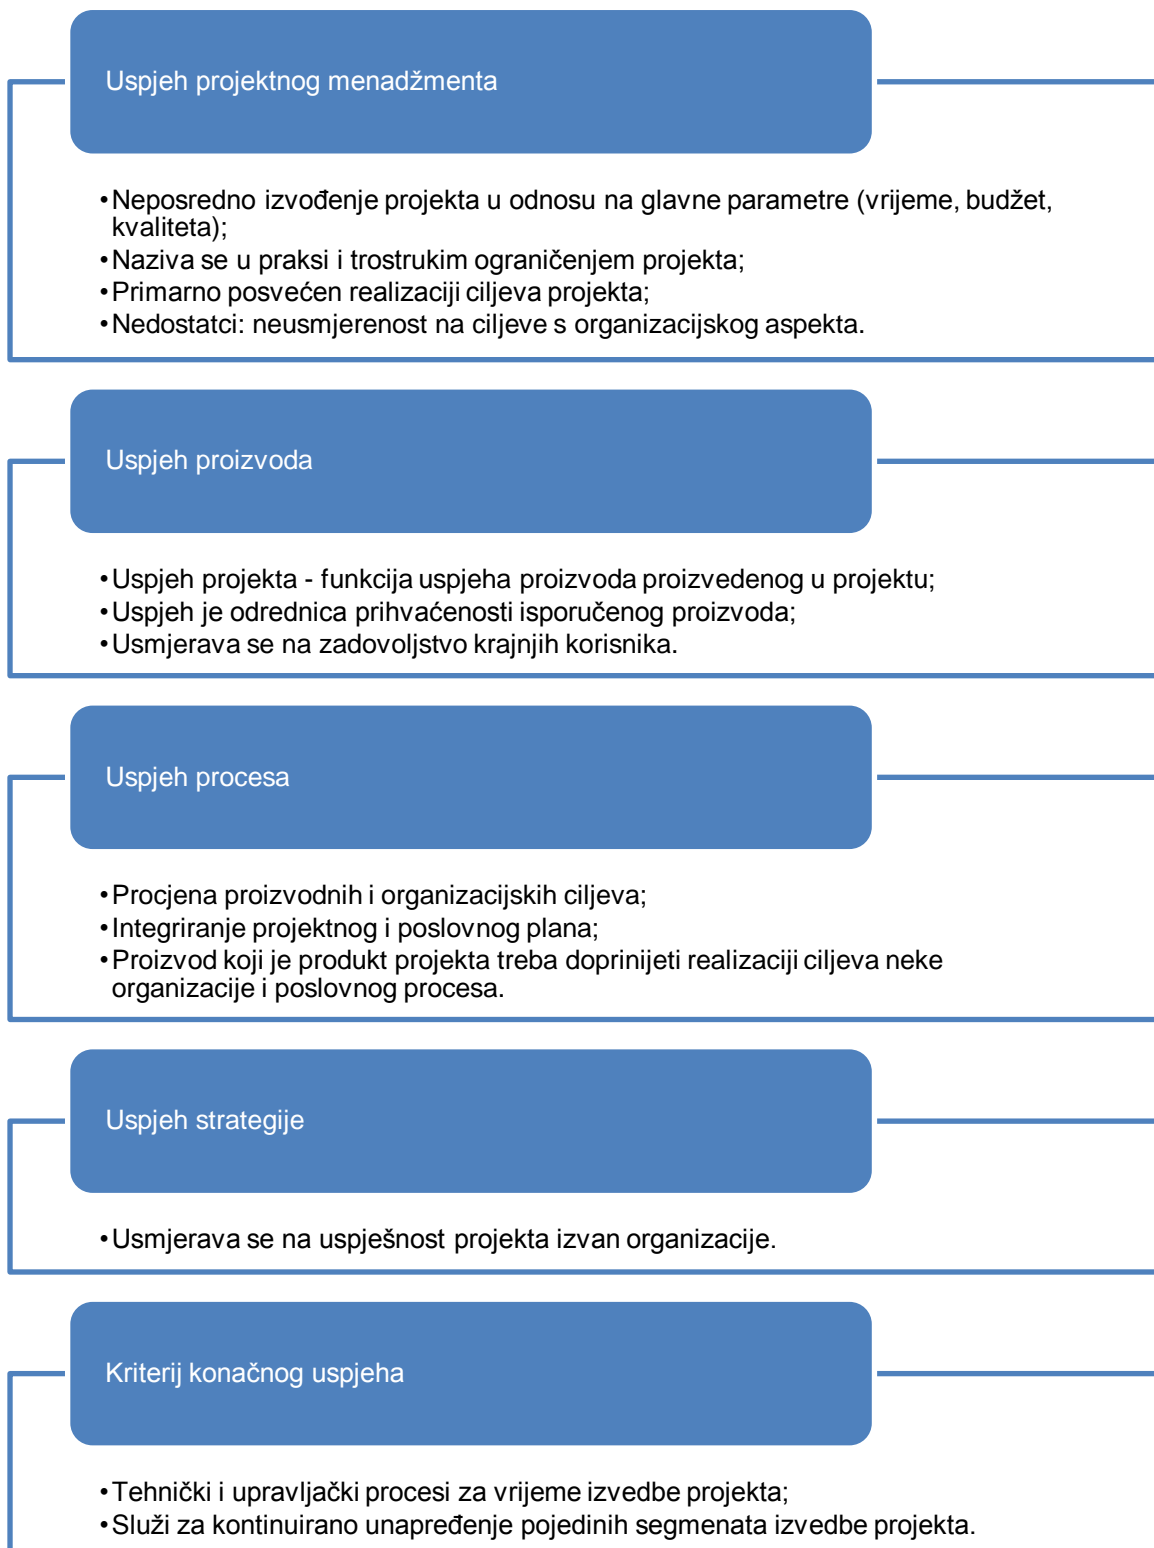 Uspjeh projektnog menadžmenta
•Neposredno izvođenje projekta u odnosu na glavne parametre (vrijeme, budžet,
kvaliteta);
•Naziva se u praksi i trostrukim ograničenjem projekta;
•Primarno posvećen realizaciji ciljeva projekta;
•Nedostatci: neusmjerenost na ciljeve s organizacijskog aspekta.
Uspjeh proizvoda
•Uspjeh projekta - funkcija uspjeha proizvoda proizvedenog u projektu;
•Uspjeh je odrednica prihvaćenosti isporučenog proizvoda;
•Usmjerava se na zadovoljstvo krajnjih korisnika.
Uspjeh procesa
•Procjena proizvodnih i organizacijskih ciljeva;
•Integriranje projektnog i poslovnog plana;
•Proizvod koji je produkt projekta treba doprinijeti realizaciji ciljeva neke
organizacije i poslovnog procesa.
Uspjeh strategije
•Usmjerava se na uspješnost projekta izvan organizacije.
Kriterij konačnog uspjeha
•Tehnički i upravljački procesi za vrijeme izvedbe projekta;
•Služi za kontinuirano unapređenje pojedinih segmenata izvedbe projekta.